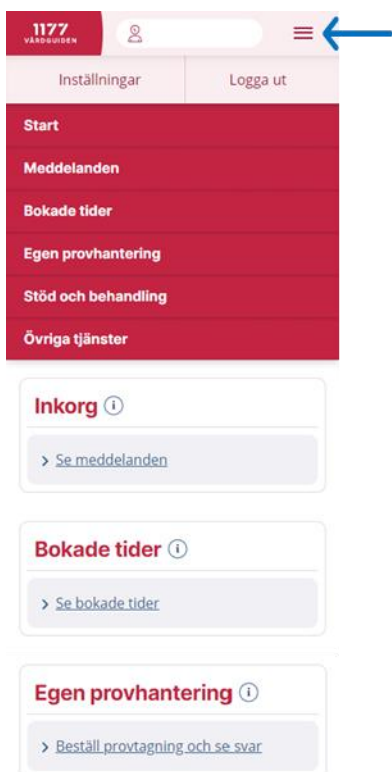 1177
VÅRDGUIDEN
Inställningar Logga ut
Start
Meddelanden
Bokade tider
Egen provhantering
Stöd och behandling
Övriga tjänster
Inkorg
Se meddelanden
Bokade tider
Se bokade tider
Egen provhantering
Beställ provtagning och se svar